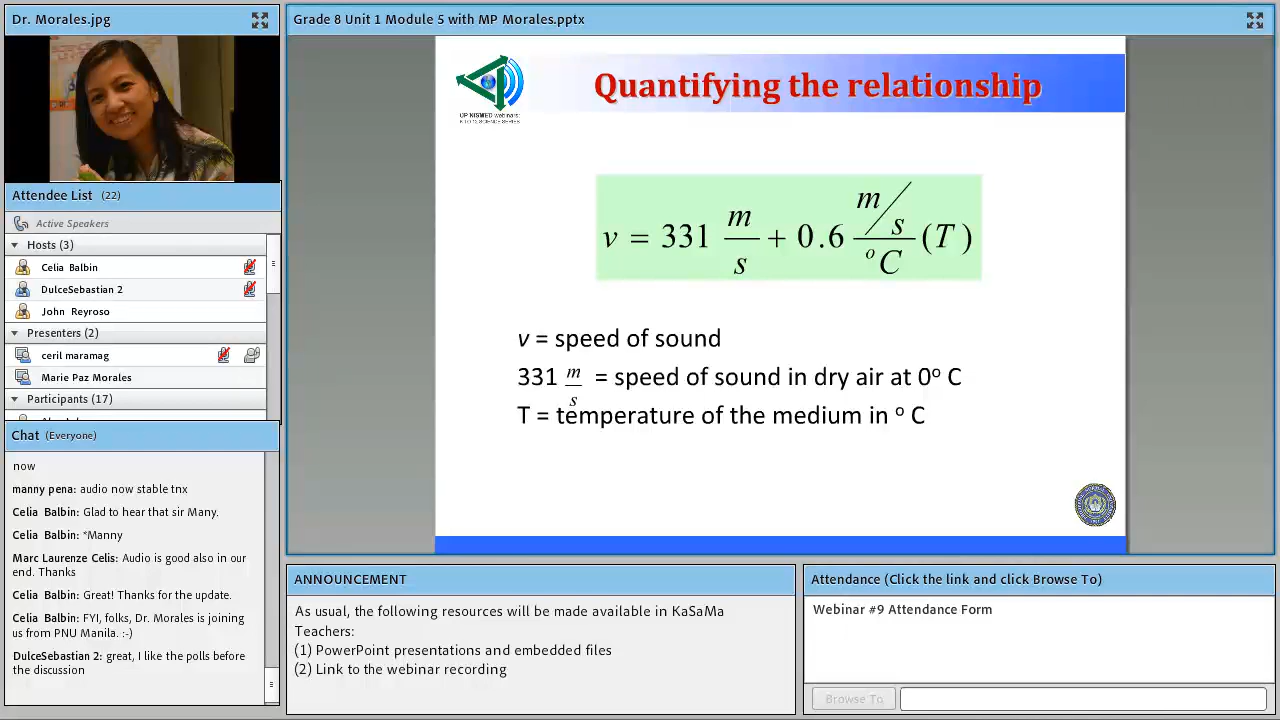 Dr. Morales.jpg
Attendee List (22)
Active Speakers
Hosts (3)
Celia Balbin
DulceSebastian 2
John Reyroso
Presenters (2)
ceril maramag
Marie Paz Morales
Participants (17)
Chat (Everyone)
now
manny pena: audio now stable tnx
Celia Balbin: Glad to hear that sir Many.
Celia Balbin: *Manny
Marc Laurenze Celis: Audio is good also in our
end. Thanks
Celia Balbin: Great! Thanks for the update.
Celia Balbin: FYI, folks, Dr. Morales is joining
us from PNU Manila. :-)
DulceSebastian 2: great, I like the polls before
the discussion
Grade 8 Unit 1 Module 5 with MP Morales.pptx
UP NISMED webinars:
K TO 12 SCIENCE SERIES
Quantifying the relationship
v = 331 m/s + 0.6 m/s/°C (T)
v = speed of sound
331 m/s = speed of sound in dry air at 0° C
T = temperature of the medium in ° C
ANNOUNCEMENT
As usual, the following resources will be made available in KaSaMa
Teachers:
(1) PowerPoint presentations and embedded files
(2) Link to the webinar recording
Attendance (Click the link and click Browse To)
Webinar #9 Attendance Form
Browse To